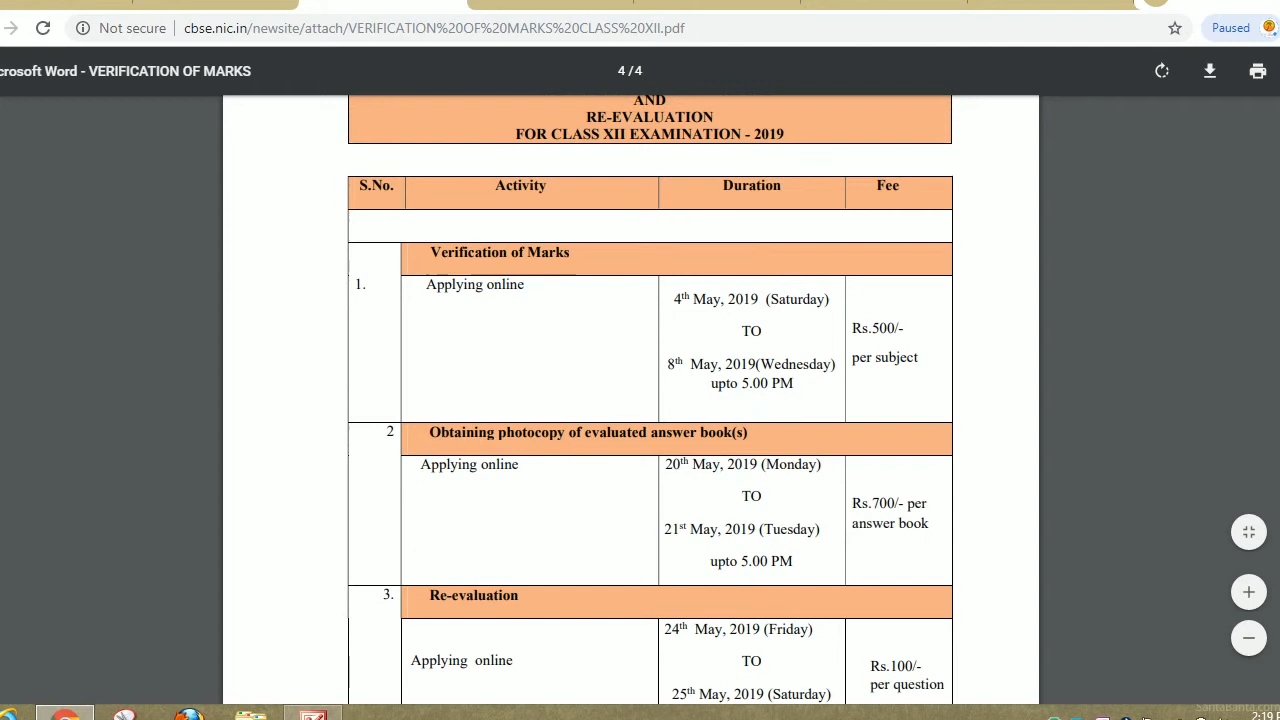 Not secure
cbse.nic.in/newsite/attach/VERIFICATION%20OF%20MARKS%20CLASS%20XII.pdf
Paused
crosoft Word - VERIFICATION OF MARKS
4 / 4
AND
RE-EVALUATION
FOR CLASS XII EXAMINATION - 2019
S.No. Activity Duration Fee
Verification of Marks
1. Applying online
4th May, 2019 (Saturday)
TO
8th May, 2019(Wednesday)
upto 5.00 PM
Rs.500/-
per subject
2 Obtaining photocopy of evaluated answer book(s)
Applying online
20th May, 2019 (Monday)
TO
21st May, 2019 (Tuesday)
upto 5.00 PM
Rs.700/- per
answer book
3. Re-evaluation
Applying online
24th May, 2019 (Friday)
TO
25th May, 2019 (Saturday)
Rs.100/-
per question
SantaBanta.com